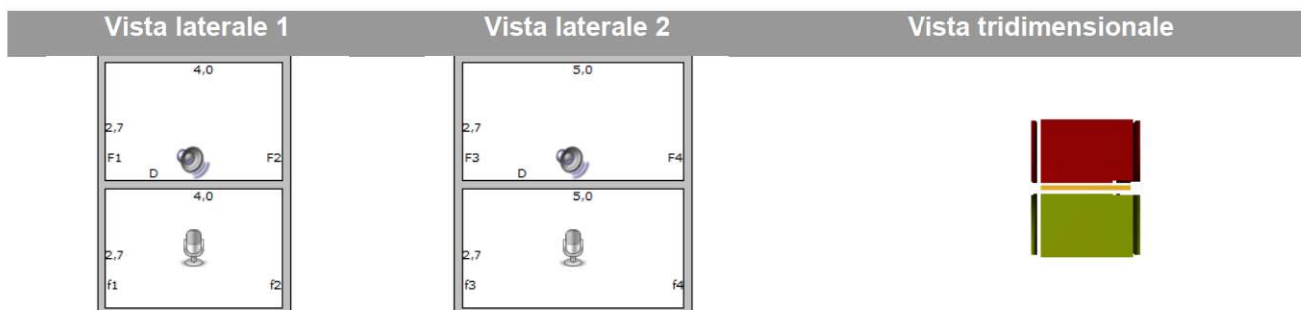 Vista laterale 1 Vista laterale 2 Vista tridimensionale
4,0 5,0
2,7 2,7
F1 F2 F3 F4
D D
4,0 5,0
2,7 2,7
f1 f2 f3 f4